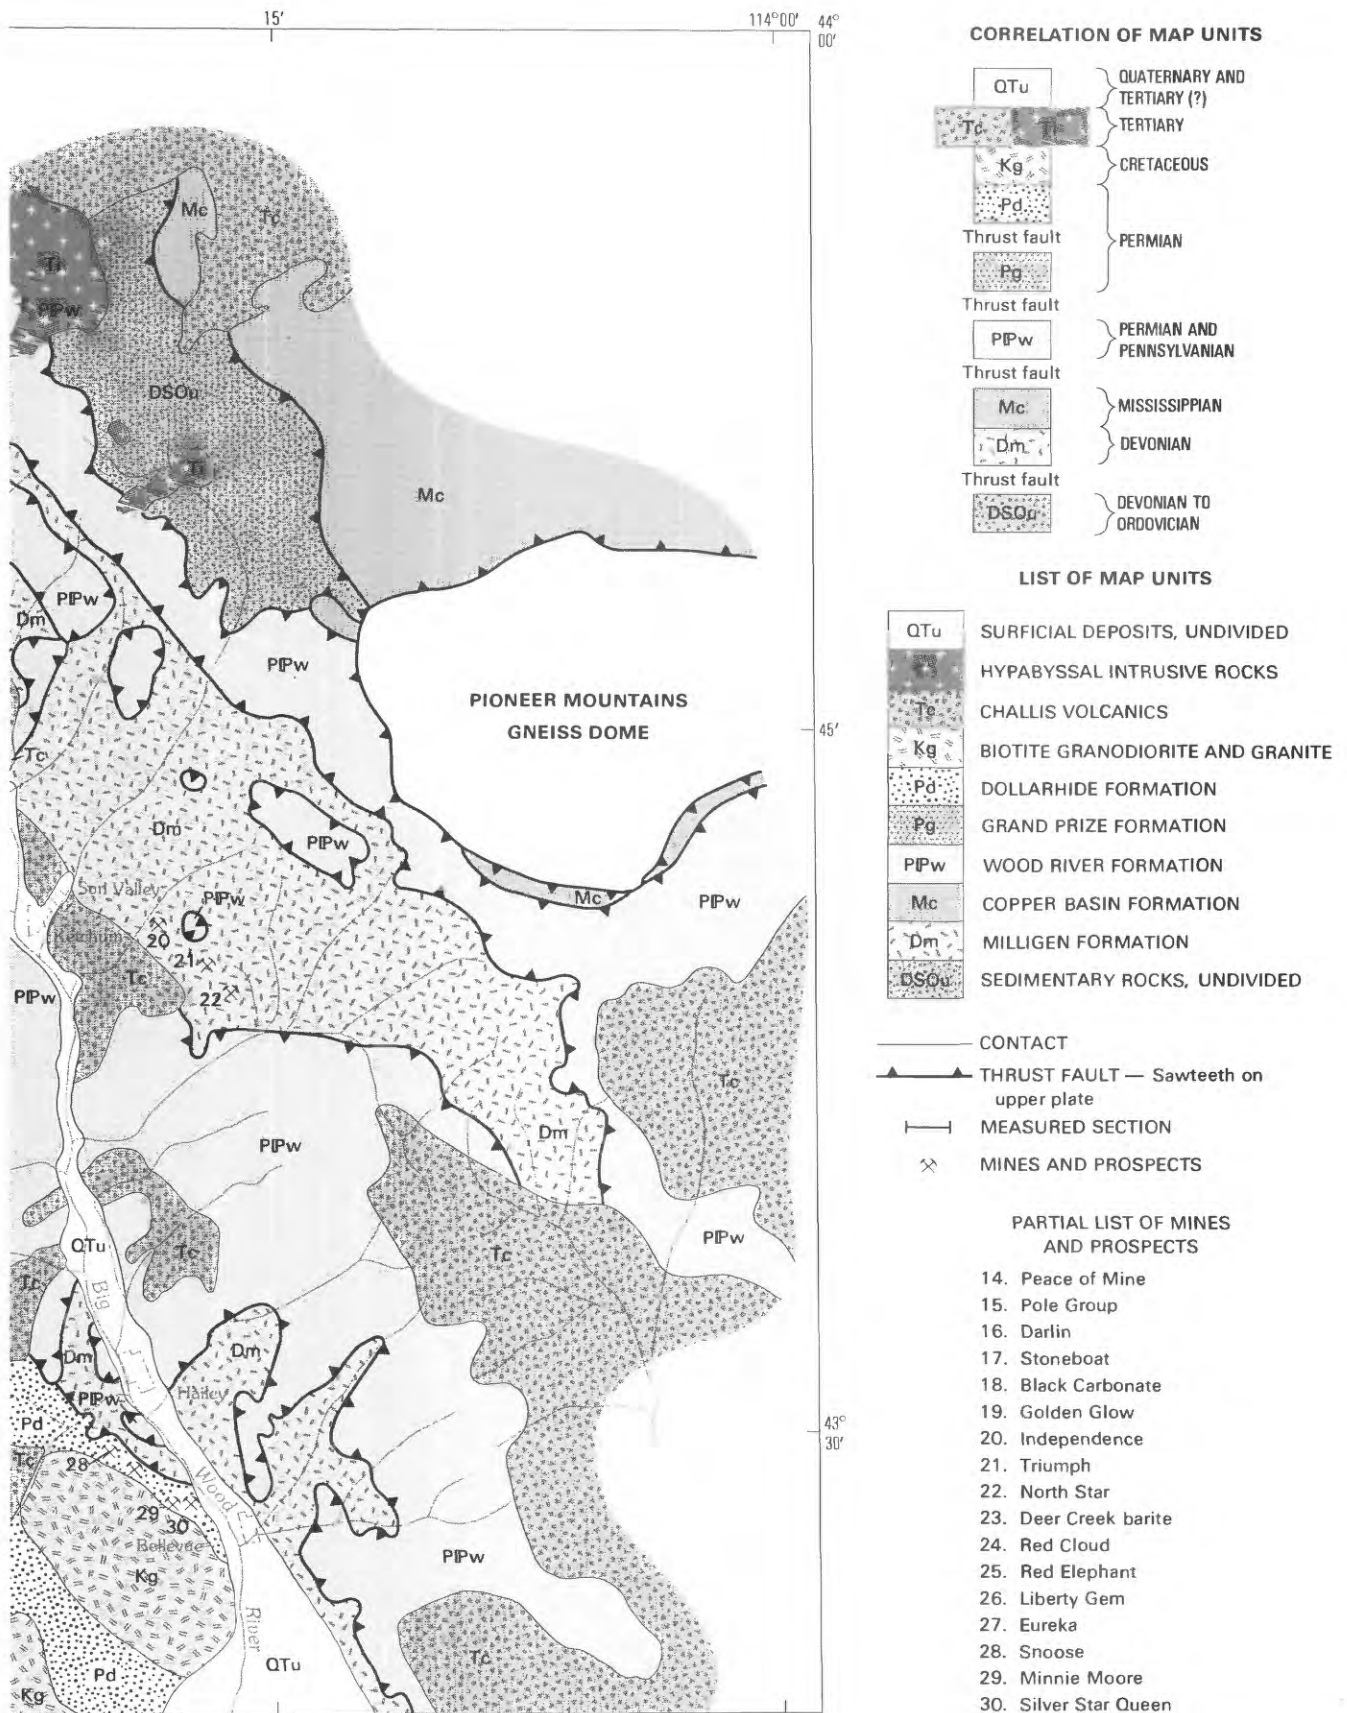 15'
114°00'
44°
00'
Mc
Tc
Ti
PIPw
DSOu
Ti
Mc
PIPw
Dm
PIPw
PIONEER MOUNTAINS
GNEISS DOME
45'
Tc
Dm
PIPw
Sun Valley
PIPw
Mc
PIPw
Ketchum
20
21
Tc
22
PIPw
Tc
Dm
PIPw
QTu
Tc
Tc
PIPw
Tc
Big
Dm
Dm
Hailey
PIPw
Pd
43°
30'
Tc
28
Wood
29
30
Bellevue
PIPw
Kg
River
Tc
QTu
Pd
Kg
CORRELATION OF MAP UNITS
QTu
QUATERNARY AND
TERTIARY (?)
Tc
Ti
TERTIARY
Kg
CRETACEOUS
Pd
Thrust fault
PERMIAN
Pg
Thrust fault
PIPw
PERMIAN AND
PENNSYLVANIAN
Thrust fault
Mc
MISSISSIPPIAN
Dm
DEVONIAN
Thrust fault
DSOu
DEVONIAN TO
ORDOVICIAN
LIST OF MAP UNITS
QTu SURFICIAL DEPOSITS, UNDIVIDED
HYPABYSSAL INTRUSIVE ROCKS
Tc CHALLIS VOLCANICS
Kg BIOTITE GRANODIORITE AND GRANITE
Pd DOLLARHIDE FORMATION
Pg GRAND PRIZE FORMATION
PIPw WOOD RIVER FORMATION
Mc COPPER BASIN FORMATION
Dm MILLIGEN FORMATION
DSOu SEDIMENTARY ROCKS, UNDIVIDED
CONTACT
THRUST FAULT — Sawteeth on
upper plate
MEASURED SECTION
MINES AND PROSPECTS
PARTIAL LIST OF MINES
AND PROSPECTS
14. Peace of Mine
15. Pole Group
16. Darlin
17. Stoneboat
18. Black Carbonate
19. Golden Glow
20. Independence
21. Triumph
22. North Star
23. Deer Creek barite
24. Red Cloud
25. Red Elephant
26. Liberty Gem
27. Eureka
28. Snoose
29. Minnie Moore
30. Silver Star Queen